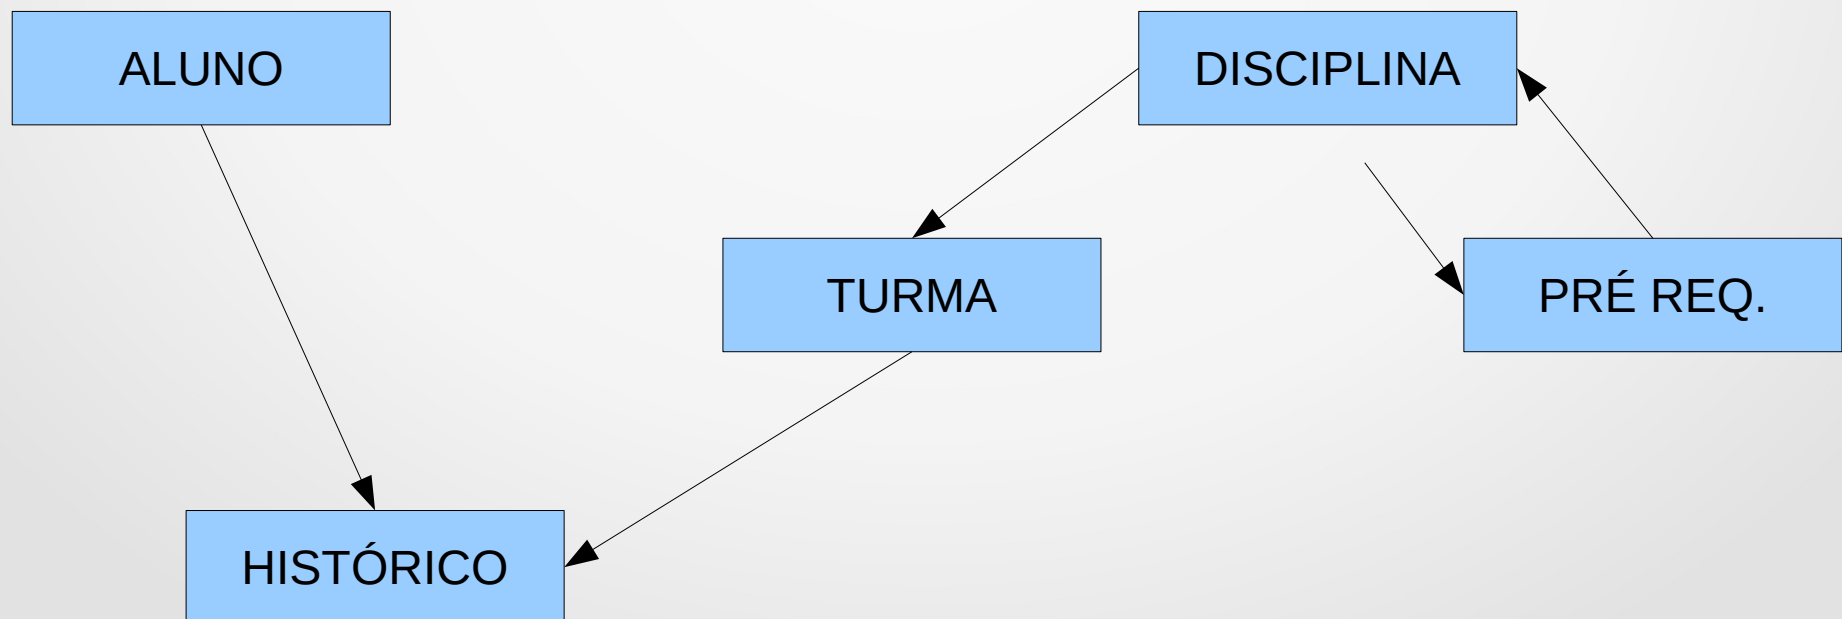 ALUNO
DISCIPLINA
TURMA
PRÉ REQ.
HISTÓRICO